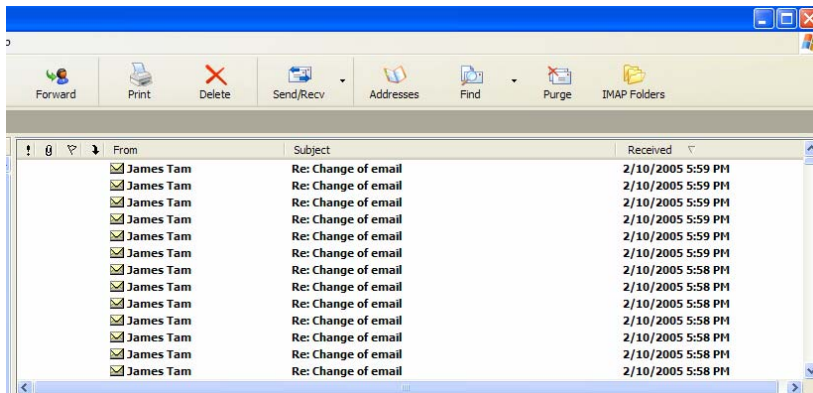 Forward Print Delete Send/Recv Addresses Find Purge IMAP Folders
! From Subject Received
James Tam Re: Change of email 2/10/2005 5:59 PM
James Tam Re: Change of email 2/10/2005 5:59 PM
James Tam Re: Change of email 2/10/2005 5:59 PM
James Tam Re: Change of email 2/10/2005 5:59 PM
James Tam Re: Change of email 2/10/2005 5:59 PM
James Tam Re: Change of email 2/10/2005 5:59 PM
James Tam Re: Change of email 2/10/2005 5:58 PM
James Tam Re: Change of email 2/10/2005 5:58 PM
James Tam Re: Change of email 2/10/2005 5:58 PM
James Tam Re: Change of email 2/10/2005 5:58 PM
James Tam Re: Change of email 2/10/2005 5:58 PM
James Tam Re: Change of email 2/10/2005 5:58 PM
James Tam Re: Change of email 2/10/2005 5:58 PM